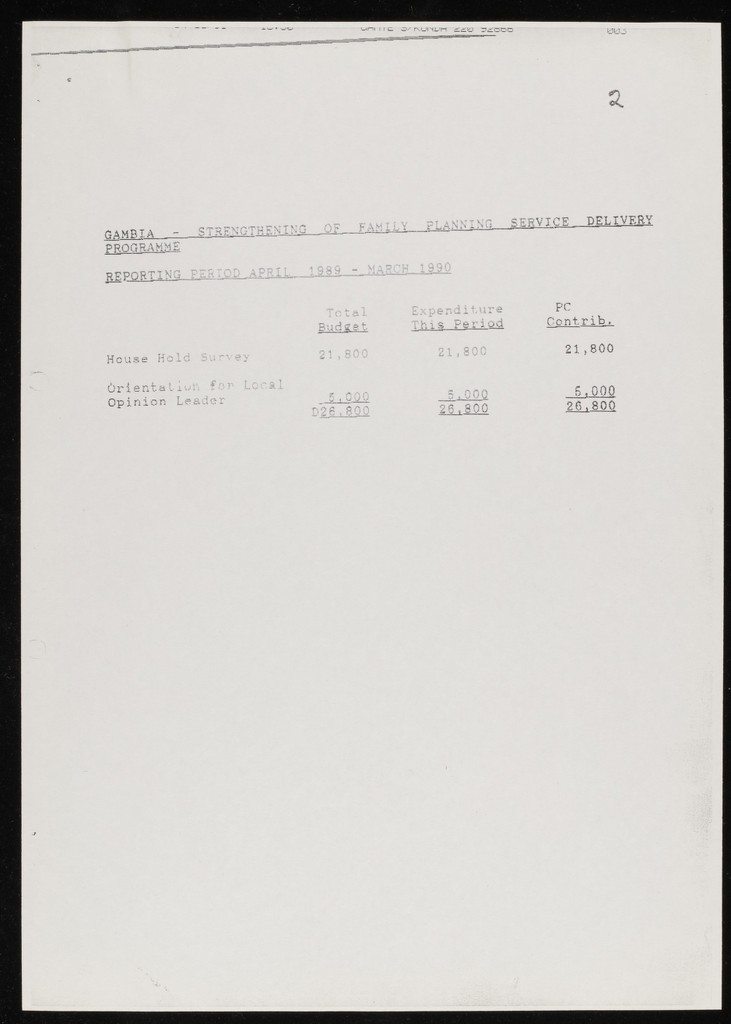 2
GAMBIA - STRENGTHENING OF FAMILY PLANNING SERVICE DELIVERY
PROGRAMME
REPORTING PERIOD APRIL 1989 - MARCH 1990
Total Expenditure PC
Budget This Period Contrib.
House Hold Survey 21,800 21,800 21,800
Orientation for Local
Opinion Leader 5,000 5,000 5,000
D26,800 26,800 26,800